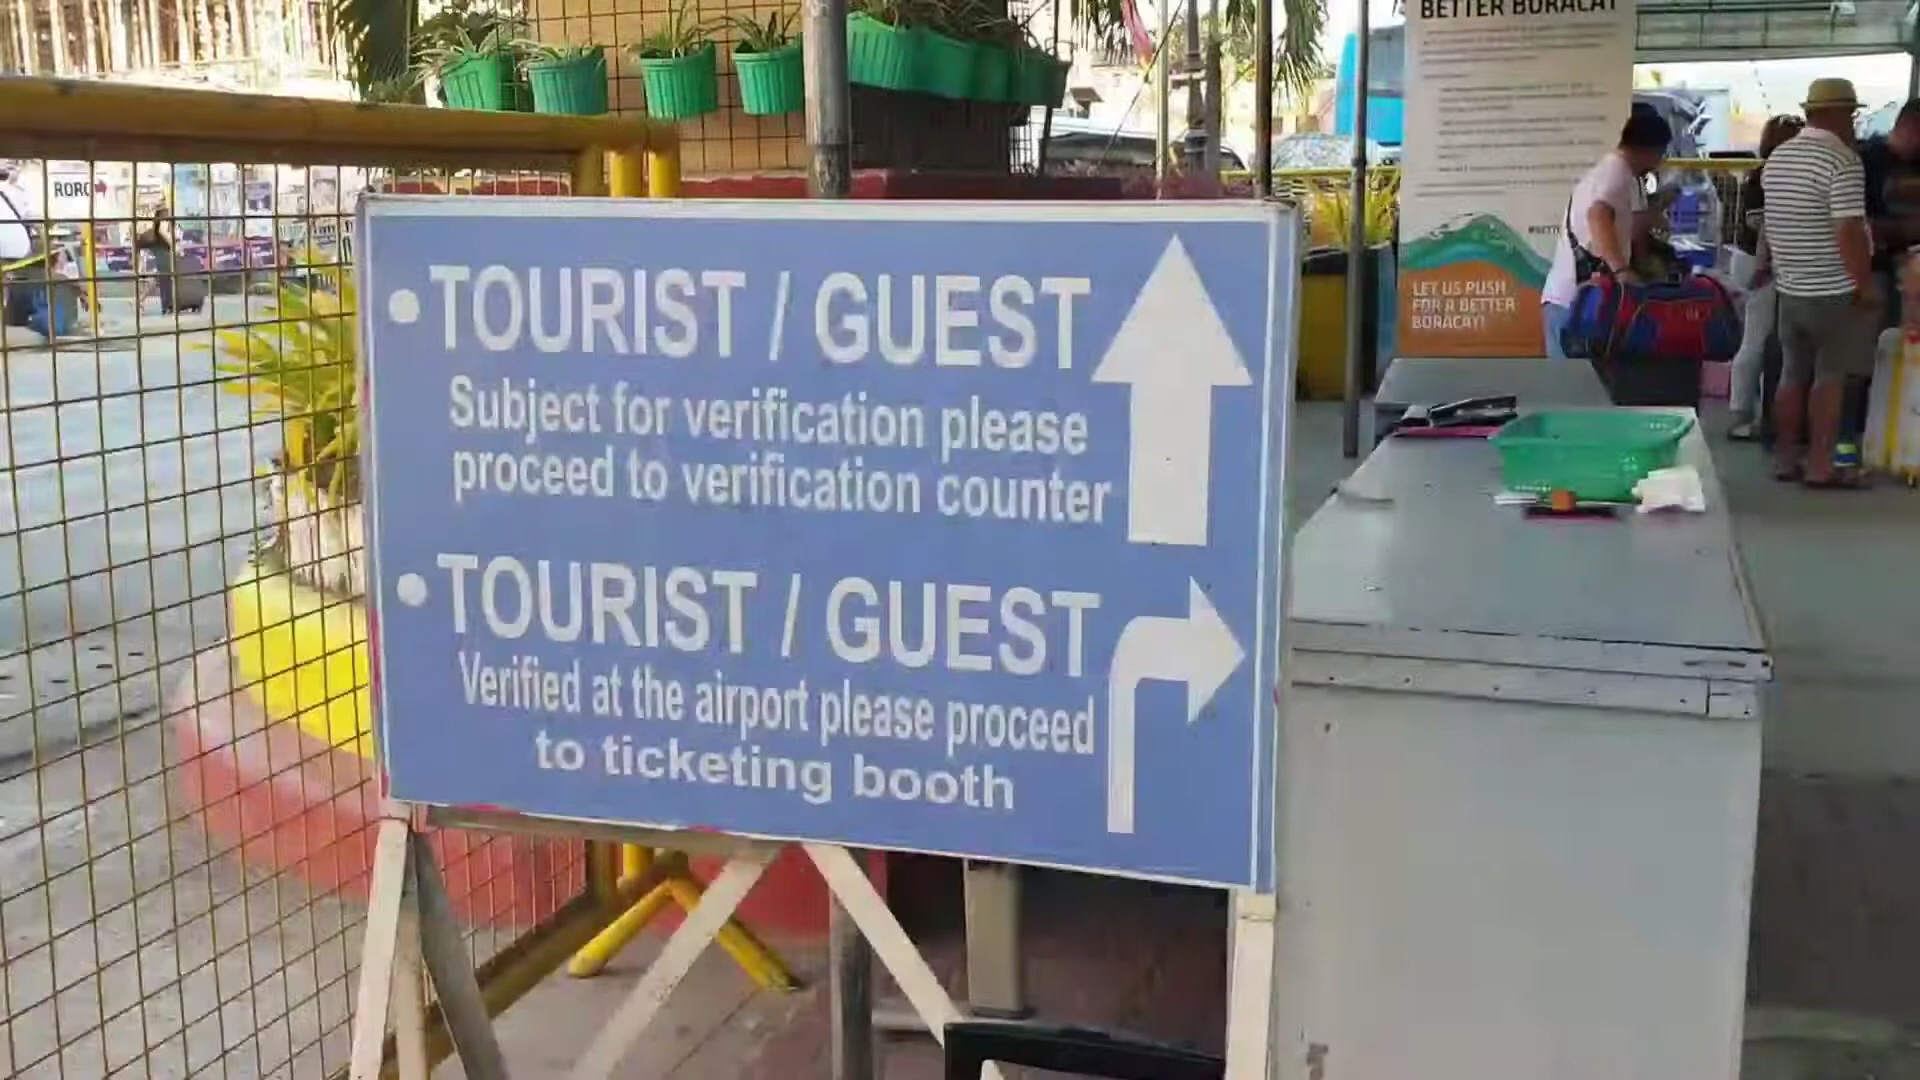 BETTER BORACAY
RORO
• TOURIST / GUEST
Subject for verification please
proceed to verification counter
• TOURIST / GUEST
Verified at the airport please proceed
to ticketing booth
LET US PUSH
FOR A BETTER
BORACAY!